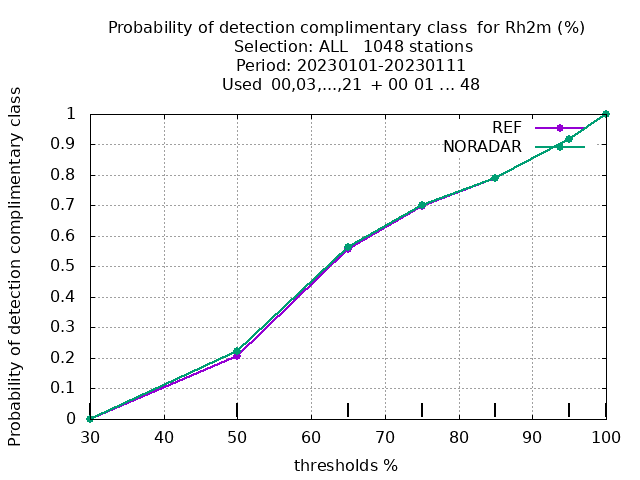 Probability of detection complimentary class  for Rh2m (%)
Selection: ALL   1048 stations
Period: 20230101-20230111
Used  00,03,...,21  + 00 01 ... 48
Probability of detection complimentary class
1
0.9
0.8
0.7
0.6
0.5
0.4
0.3
0.2
0.1
0
REF
NORADAR
30 40 50 60 70 80 90 100
thresholds %